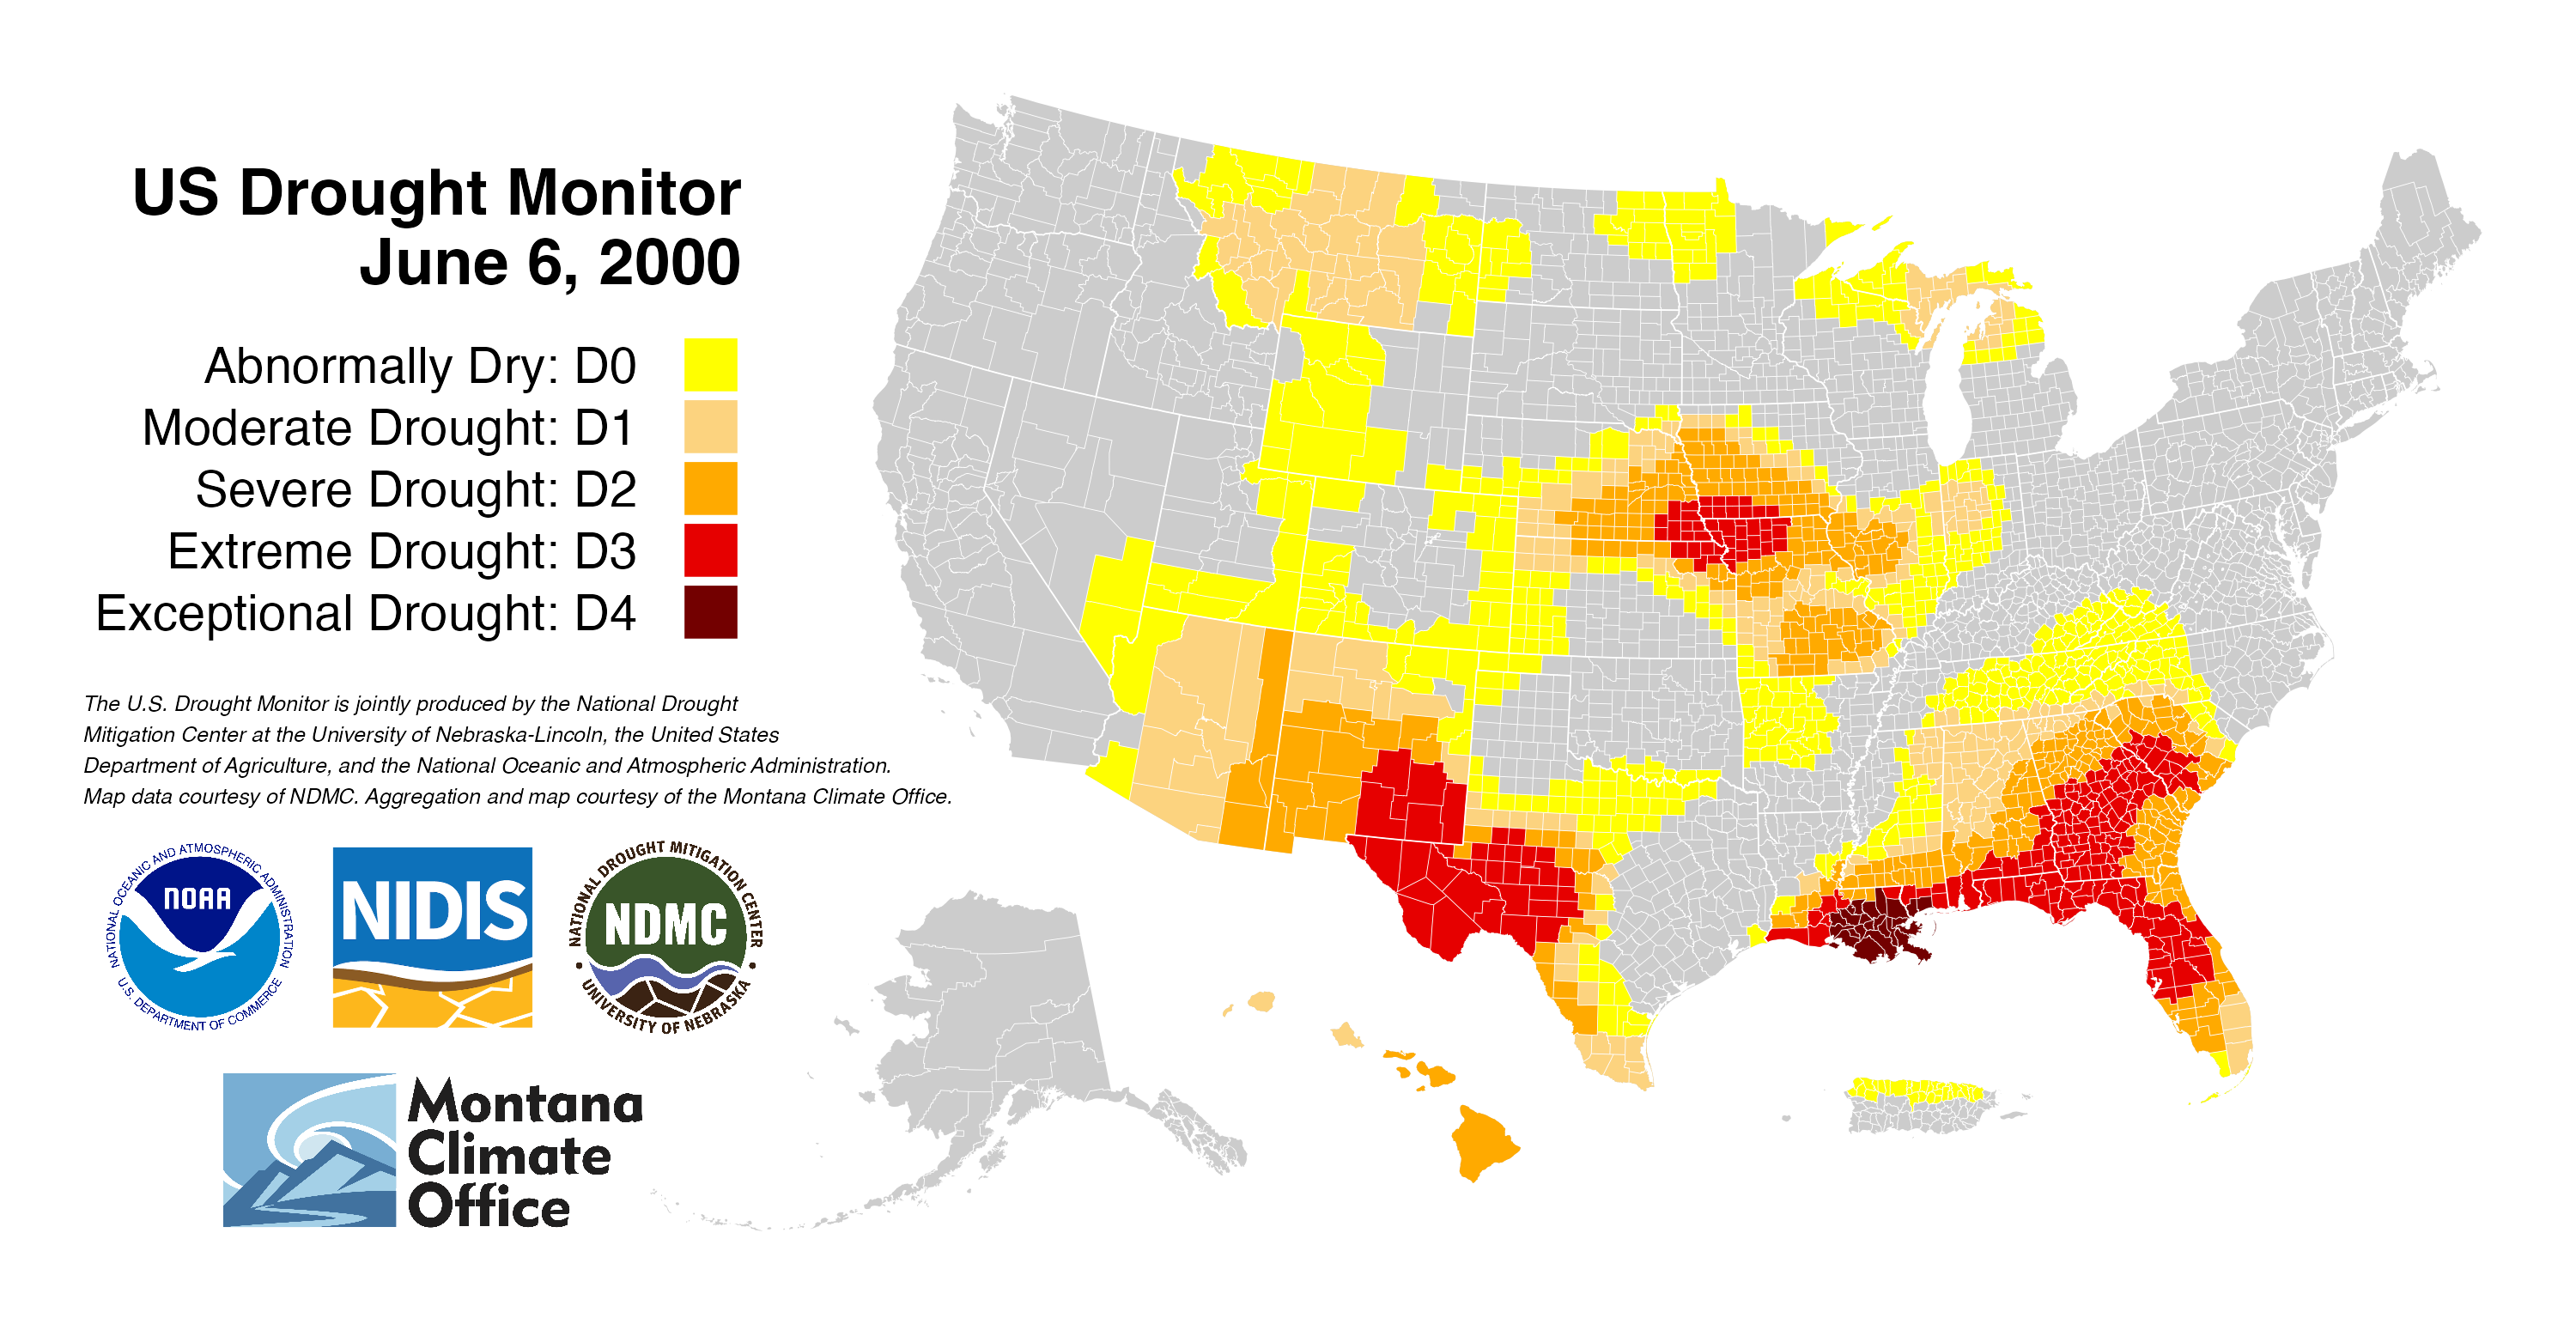 US Drought Monitor
June 6, 2000
Abnormally Dry: D0
Moderate Drought: D1
Severe Drought: D2
Extreme Drought: D3
Exceptional Drought: D4
The U.S. Drought Monitor is jointly produced by the National Drought
Mitigation Center at the University of Nebraska-Lincoln, the United States
Department of Agriculture, and the National Oceanic and Atmospheric Administration.
Map data courtesy of NDMC. Aggregation and map courtesy of the Montana Climate Office.
NATIONAL OCEANIC AND ATMOSPHERIC ADMINISTRATION
NOAA
U.S. DEPARTMENT OF COMMERCE
NIDIS
NATIONAL DROUGHT MITIGATION CENTER
NDMC
UNIVERSITY OF NEBRASKA
Montana
Climate
Office